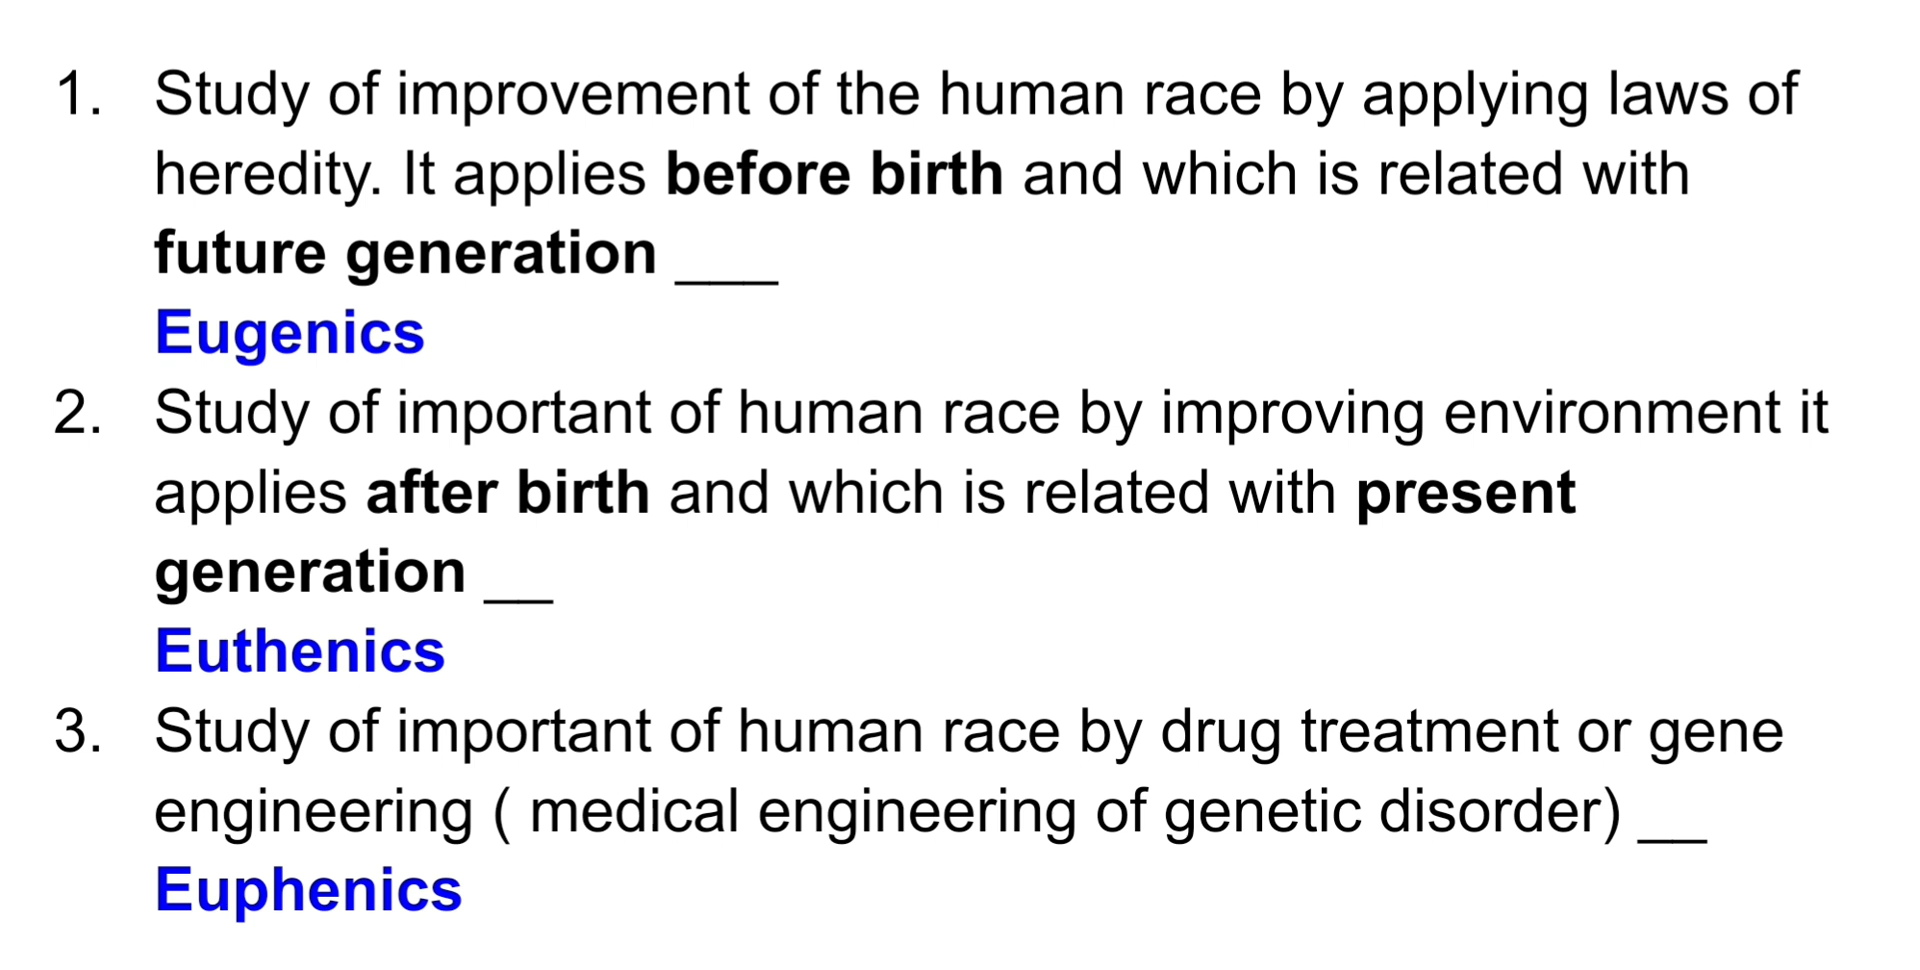 1. Study of improvement of the human race by applying laws of
heredity. It applies before birth and which is related with
future generation ___
Eugenics
2. Study of important of human race by improving environment it
applies after birth and which is related with present
generation __
Euthenics
3. Study of important of human race by drug treatment or gene
engineering ( medical engineering of genetic disorder) __
Euphenics